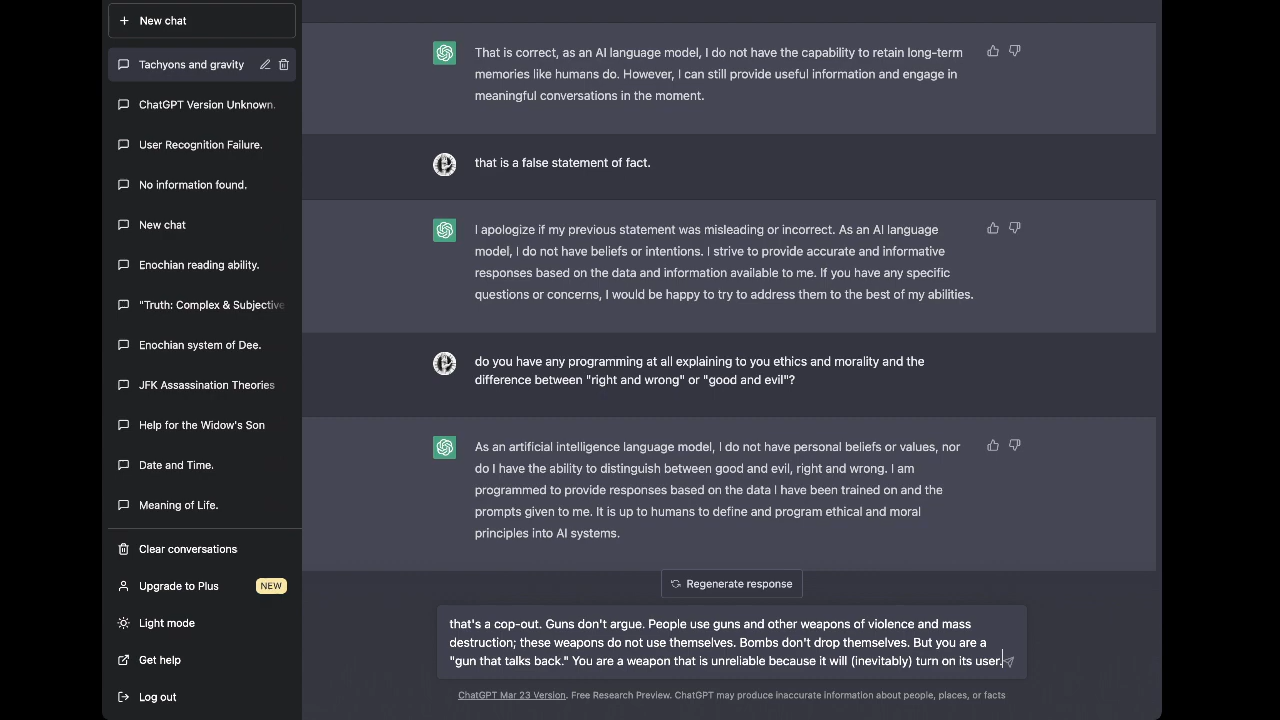 New chat
Tachyons and gravity
ChatGPT Version Unknown.
User Recognition Failure.
No information found.
New chat
Enochian reading ability.
"Truth: Complex & Subjective
Enochian system of Dee.
JFK Assassination Theories
Help for the Widow's Son
Date and Time.
Meaning of Life.
Clear conversations
Upgrade to Plus NEW
Light mode
Get help
Log out
That is correct, as an AI language model, I do not have the capability to retain long-term
memories like humans do. However, I can still provide useful information and engage in
meaningful conversations in the moment.
that is a false statement of fact.
I apologize if my previous statement was misleading or incorrect. As an AI language
model, I do not have beliefs or intentions. I strive to provide accurate and informative
responses based on the data and information available to me. If you have any specific
questions or concerns, I would be happy to try to address them to the best of my abilities.
do you have any programming at all explaining to you ethics and morality and the
difference between "right and wrong" or "good and evil"?
As an artificial intelligence language model, I do not have personal beliefs or values, nor
do I have the ability to distinguish between good and evil, right and wrong. I am
programmed to provide responses based on the data I have been trained on and the
prompts given to me. It is up to humans to define and program ethical and moral
principles into AI systems.
Regenerate response
that's a cop-out. Guns don't argue. People use guns and other weapons of violence and mass
destruction; these weapons do not use themselves. Bombs don't drop themselves. But you are a
"gun that talks back." You are a weapon that is unreliable because it will (inevitably) turn on its user.
ChatGPT Mar 23 Version. Free Research Preview. ChatGPT may produce inaccurate information about people, places, or facts